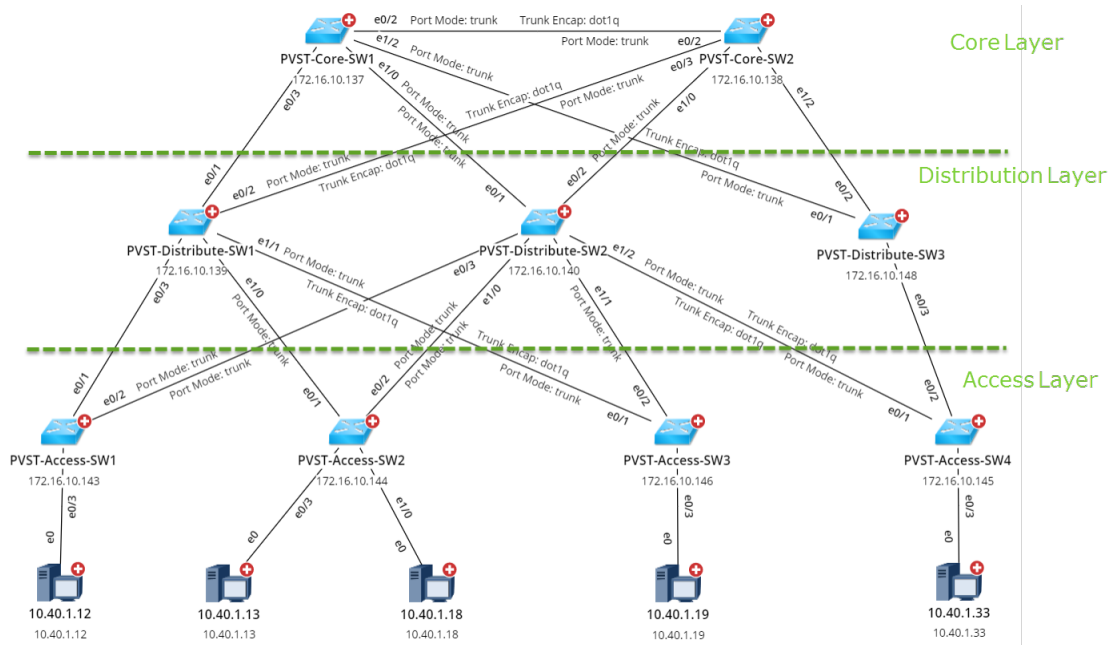 e0/2 Port Mode: trunk Trunk Encap: dot1q
Port Mode: trunk e0/2
Core Layer
PVST-Core-SW1
172.16.10.137
PVST-Core-SW2
172.16.10.138
e1/2 Port Mode: trunk
e1/0 Port Mode: trunk
Port Mode: trunk
e0/3
e0/3
Trunk Encap: dot1q
Port Mode: trunk
e1/0
Port Mode: trunk
e1/2
Trunk Encap: dot1q
Port Mode: trunk
e0/1
e0/2 Port Mode: trunk
Trunk Encap: dot1q
e0/1
e0/2
e0/1
e0/2
Distribution Layer
PVST-Distribute-SW1
172.16.10.139
PVST-Distribute-SW2
172.16.10.140
PVST-Distribute-SW3
172.16.10.148
e1/1 Port Mode: trunk
Trunk Encap: dot1q
e0/3
e1/0
Port Mode: trunk
e0/3
e1/0
Port Mode: trunk
Port Mode: trunk
e1/1
Port Mode: trunk
e1/2 Port Mode: trunk
Trunk Encap: dot1q
Trunk Encap: dot1q
Port Mode: trunk
e0/3
Trunk Encap: dot1q
Port Mode: trunk
e0/1
e0/2 Port Mode: trunk
Port Mode: trunk
e0/1
e0/2
e0/1
e0/2
e0/1
e0/2
Access Layer
PVST-Access-SW1
172.16.10.143
PVST-Access-SW2
172.16.10.144
PVST-Access-SW3
172.16.10.146
PVST-Access-SW4
172.16.10.145
e0/3
e0
e0/3
e0
e1/0
e0
e0/3
e0
e0/3
e0
10.40.1.12
10.40.1.12
10.40.1.13
10.40.1.13
10.40.1.18
10.40.1.18
10.40.1.19
10.40.1.19
10.40.1.33
10.40.1.33